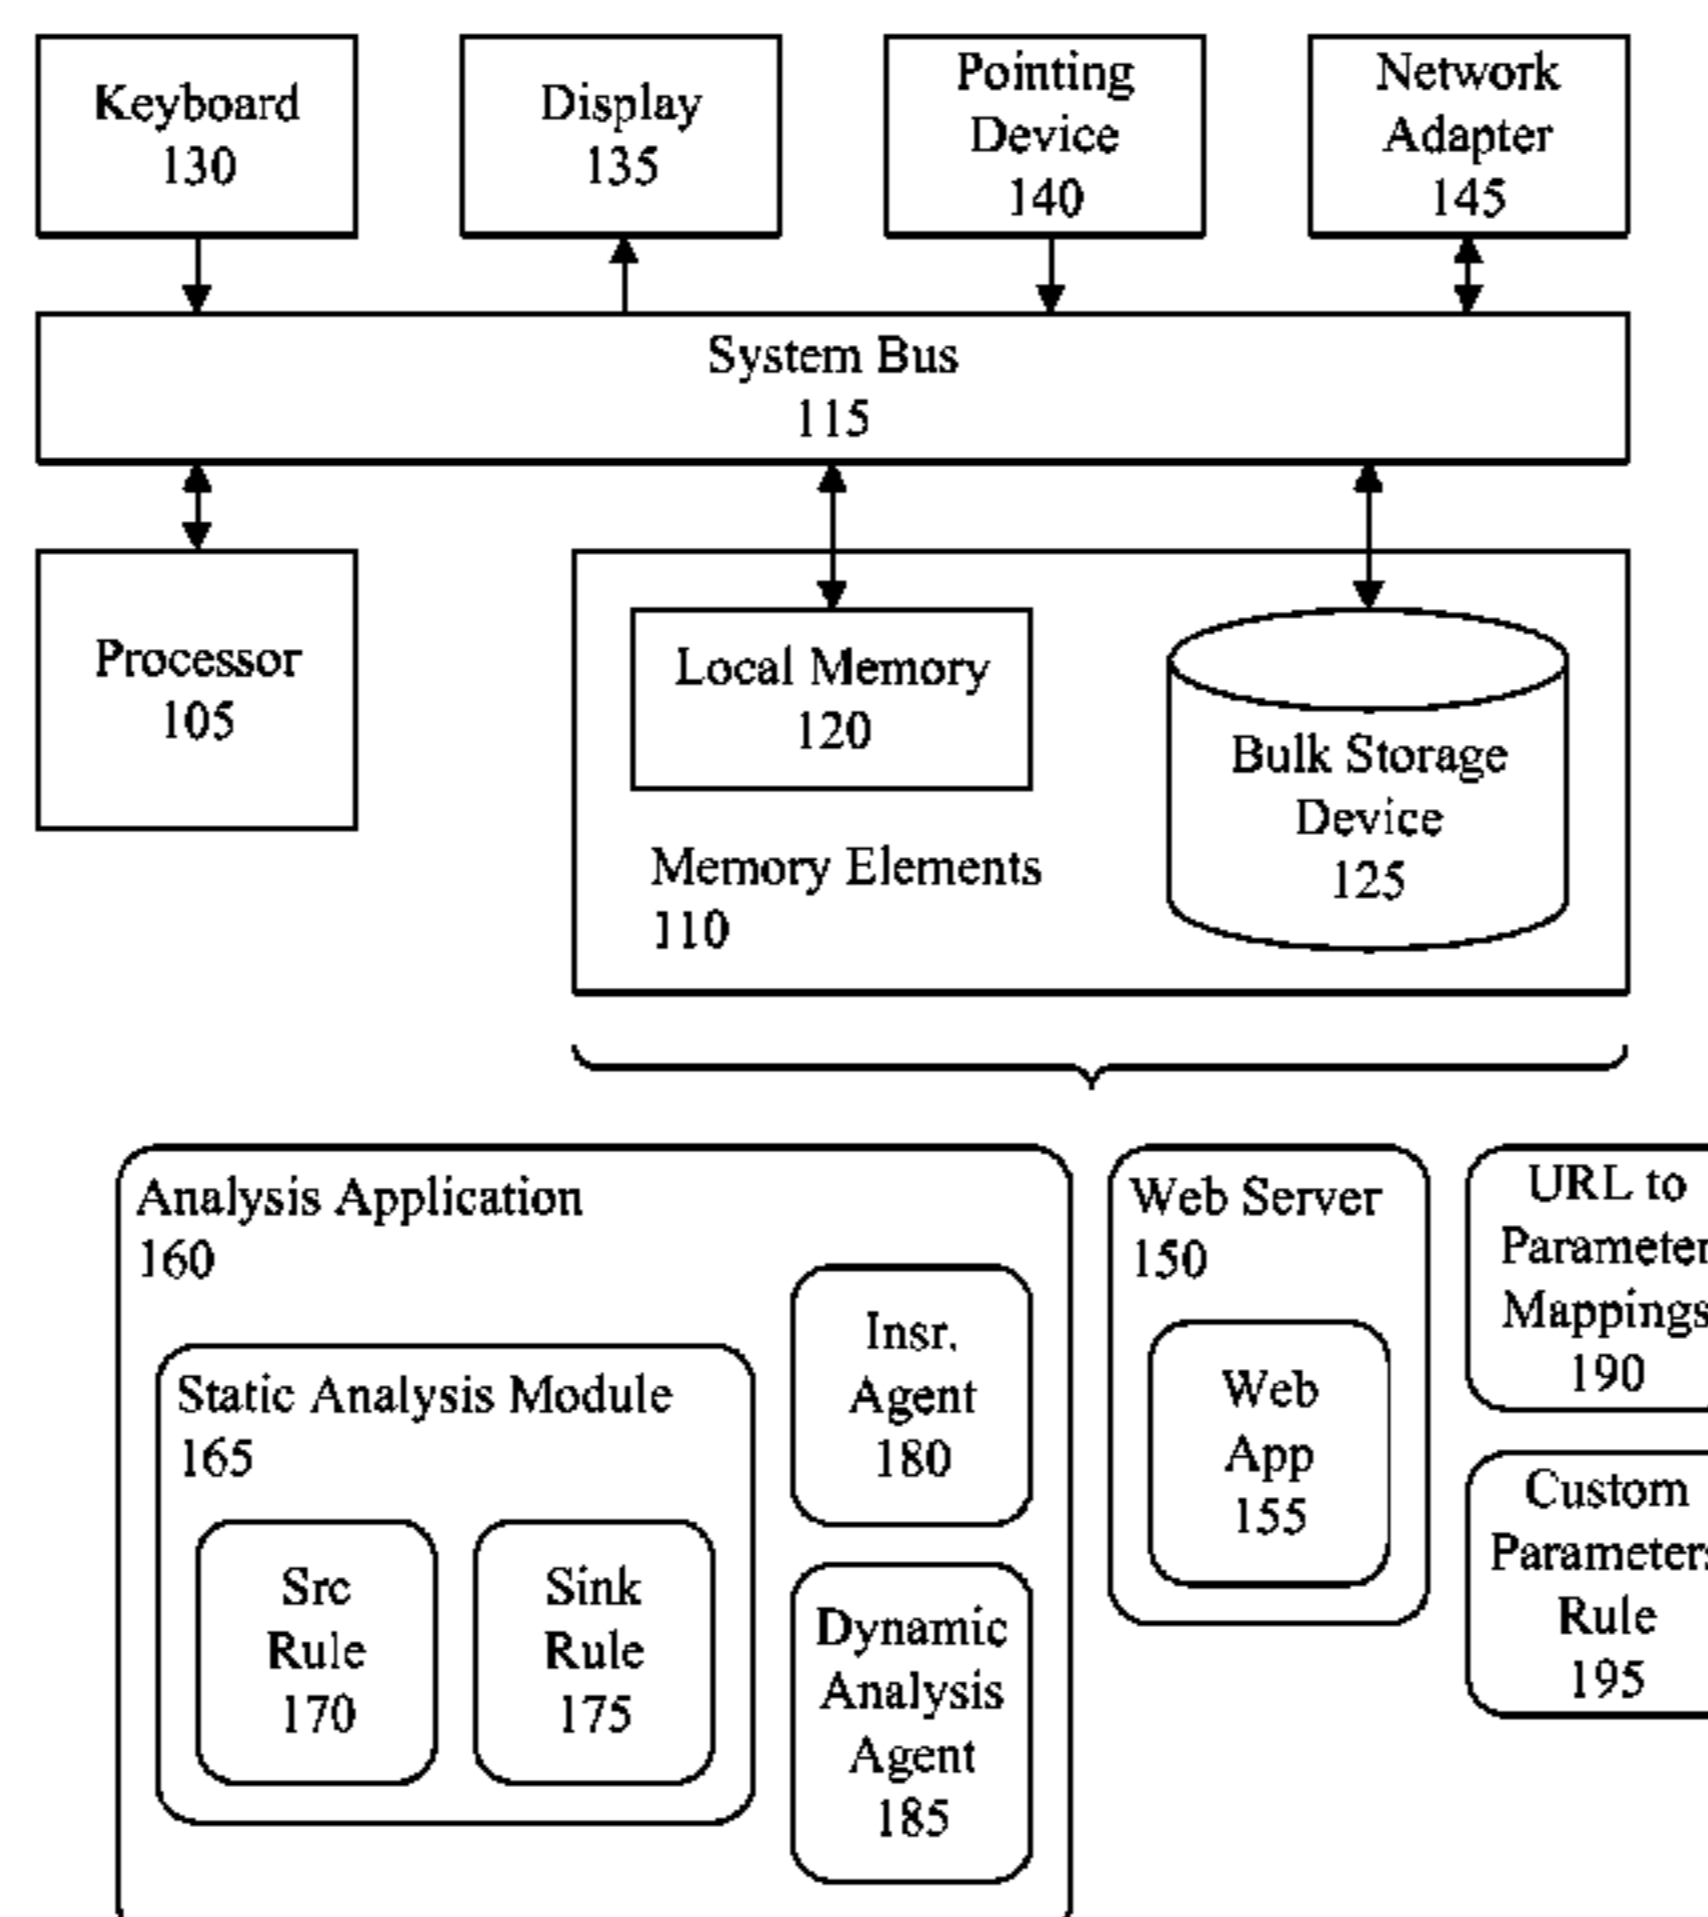 Keyboard
130
Display
135
Pointing
Device
140
Network
Adapter
145
System Bus
115
Processor
105
Local Memory
120
Bulk Storage
Device
125
Memory Elements
110
Analysis Application
160
Static Analysis Module
165
Src
Rule
170
Sink
Rule
175
Insr.
Agent
180
Dynamic
Analysis
Agent
185
Web Server
150
Web
App
155
URL to
Parameter
Mappings
190
Custom
Parameters
Rule
195